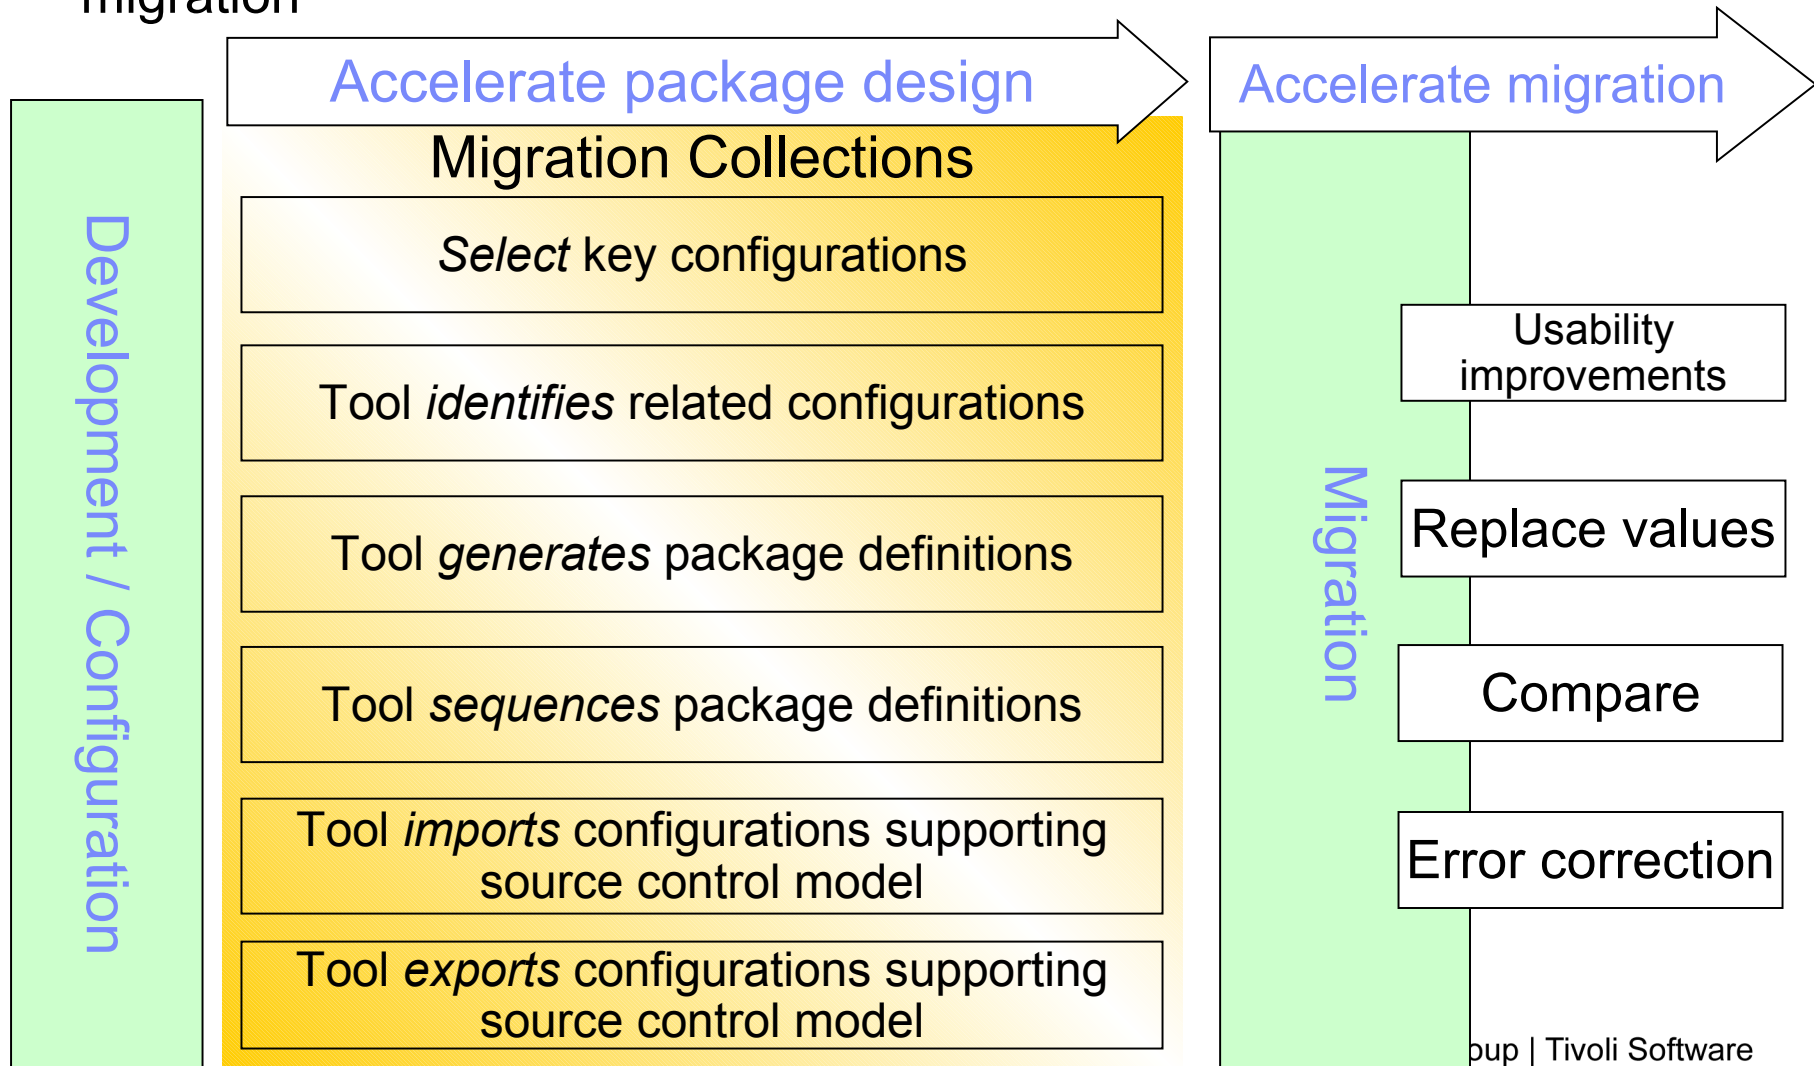 migration
Accelerate package design
Accelerate migration
Development / Configuration
Migration Collections
Select key configurations
Tool identifies related configurations
Tool generates package definitions
Tool sequences package definitions
Tool imports configurations supporting
source control model
Tool exports configurations supporting
source control model
Migration
Usability
improvements
Replace values
Compare
Error correction
| Tivoli Software